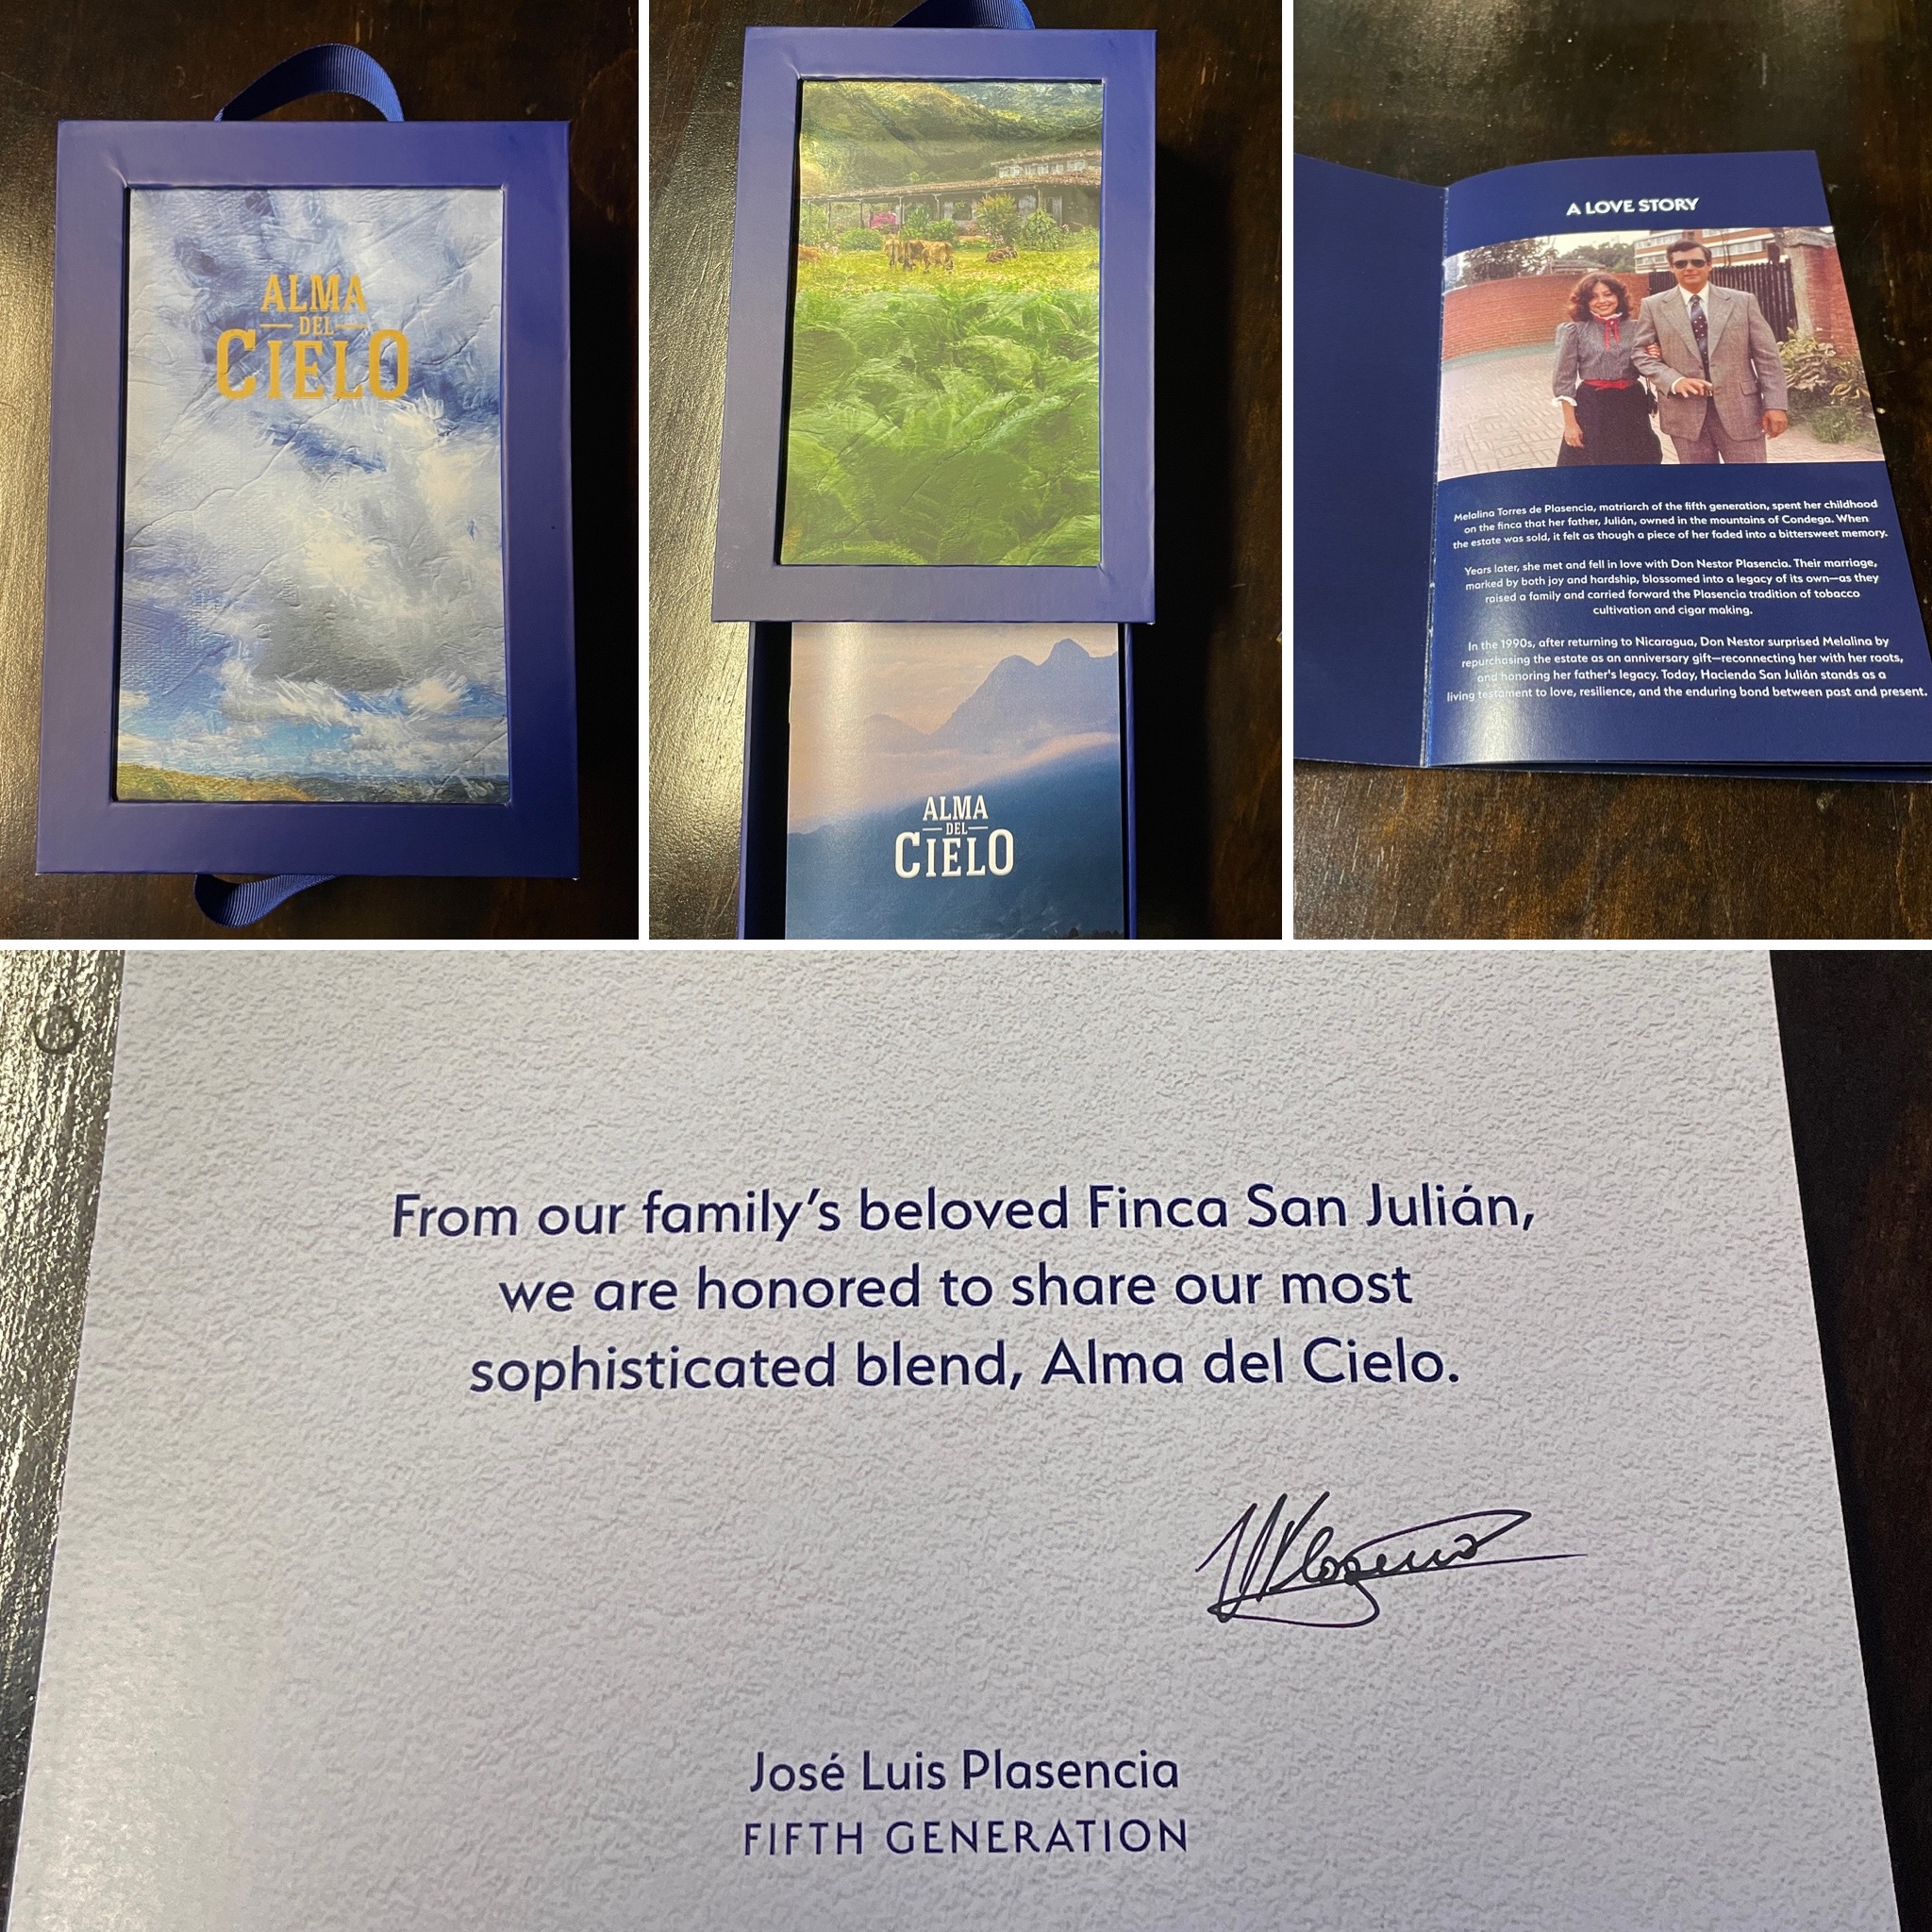 ALMA
DEL
CIELO
ALMA
DEL
CIELO
A LOVE STORY
Melalina Torres de Plasencia, matriarch of the fifth generation, spent her childhood
on the finca that her father, Julián, owned in the mountains of Condega. When
the estate was sold, it felt as though a piece of her faded into a bittersweet memory.
Years later, she met and fell in love with Don Nestor Plasencia. Their marriage,
marked by both joy and hardship, blossomed into a legacy of its own—as they
raised a family and carried forward the Plasencia tradition of tobacco
cultivation and cigar making.
In the 1990s, after returning to Nicaragua, Don Nestor surprised Melalina by
repurchasing the estate as an anniversary gift—reconnecting her with her roots,
and honoring her father's legacy. Today, Hacienda San Julián stands as a
living testament to love, resilience, and the enduring bond between past and present.
From our family's beloved Finca San Julián,
we are honored to share our most
sophisticated blend, Alma del Cielo.
José Luis Plasencia
FIFTH GENERATION